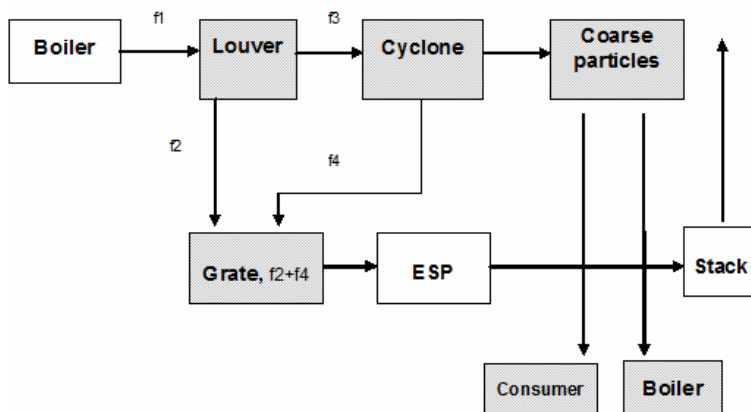 f1
f3
Boiler
Louver
Cyclone
Coarse
particles
f2
f4
Grate, f2+f4
ESP
Stack
Consumer
Boiler